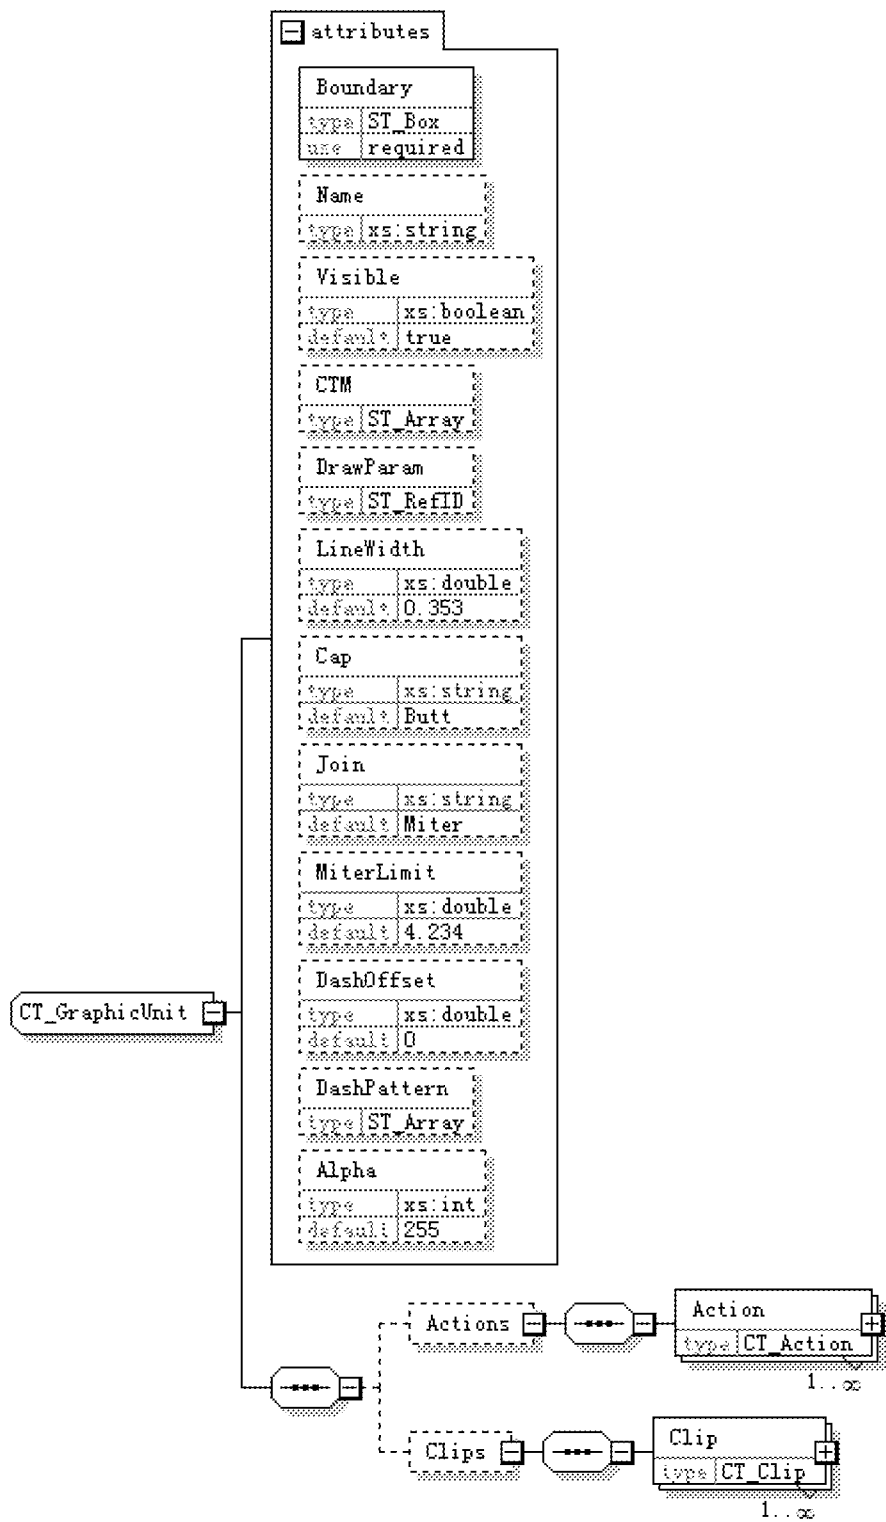 attributes
Boundary
type ST_Box
use required
Name
type xs:string
Visible
type xs:boolean
default true
CTM
type ST_Array
DrawParam
type ST_RefID
LineWidth
type xs:double
default 0.353
Cap
type xs:string
default Butt
Join
type xs:string
default Miter
MiterLimit
type xs:double
default 4.234
CT_GraphicUnit
DashOffset
type xs:double
default 0
DashPattern
type ST_Array
Alpha
type xs:int
default 255
Actions
Action
type CT_Action
1..∞
Clips
Clip
type CT_Clip
1..∞